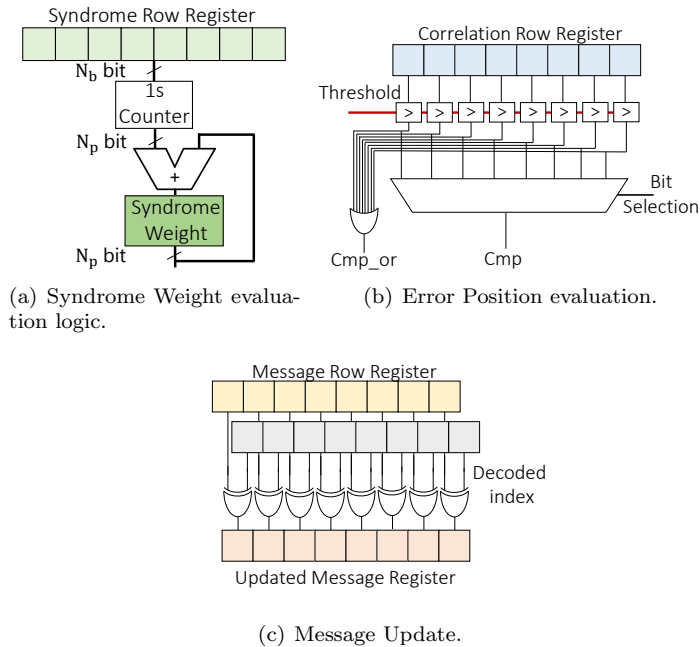 Syndrome Row Register
N_b bit
1s
Counter
N_p bit
+
Syndrome
Weight
N_p bit
(a) Syndrome Weight evalua-
tion logic.
Correlation Row Register
Threshold
> > > > > > > >
Bit
Selection
Cmp_or
Cmp
(b) Error Position evaluation.
Message Row Register
Decoded
index
Updated Message Register
(c) Message Update.